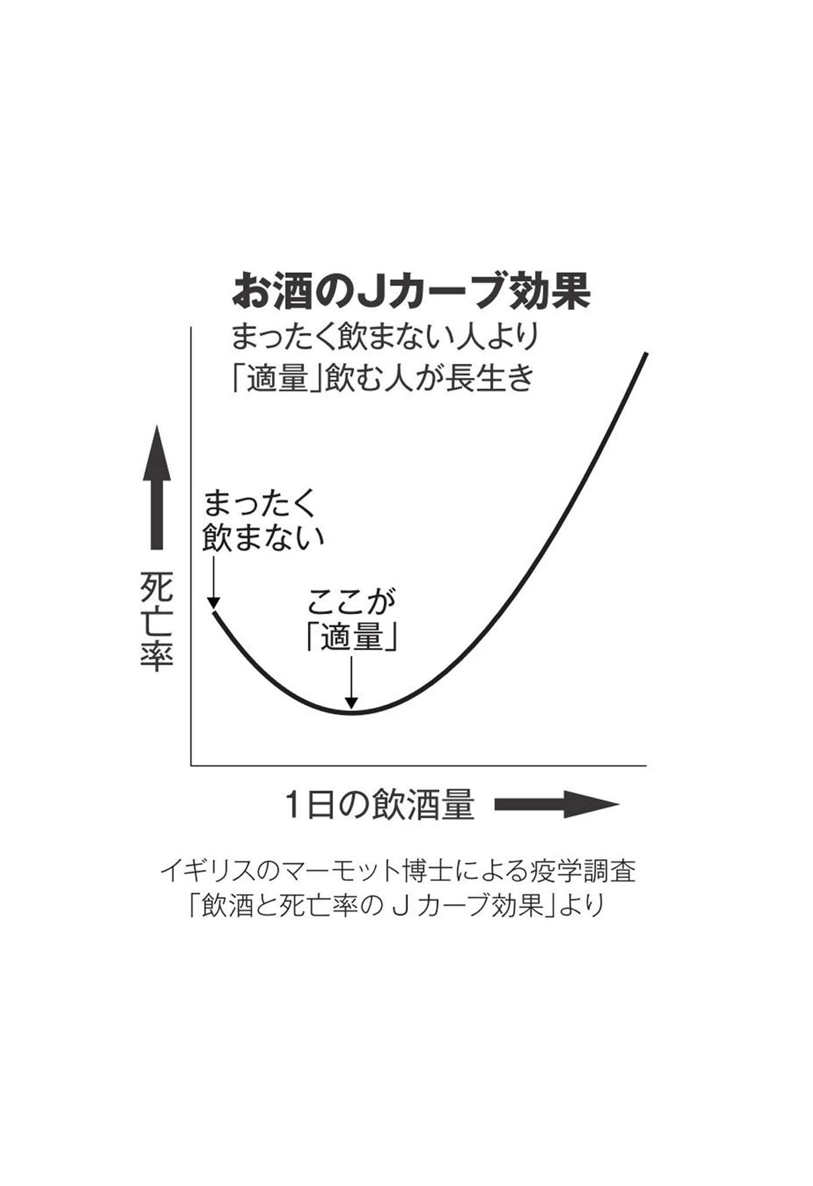 お酒のJカーブ効果
まったく飲まない人より
「適量」飲む人が長生き
まったく
飲まない
ここが
「適量」
死亡率
1日の飲酒量
イギリスのマーモット博士による疫学調査
「飲酒と死亡率のJカーブ効果」より